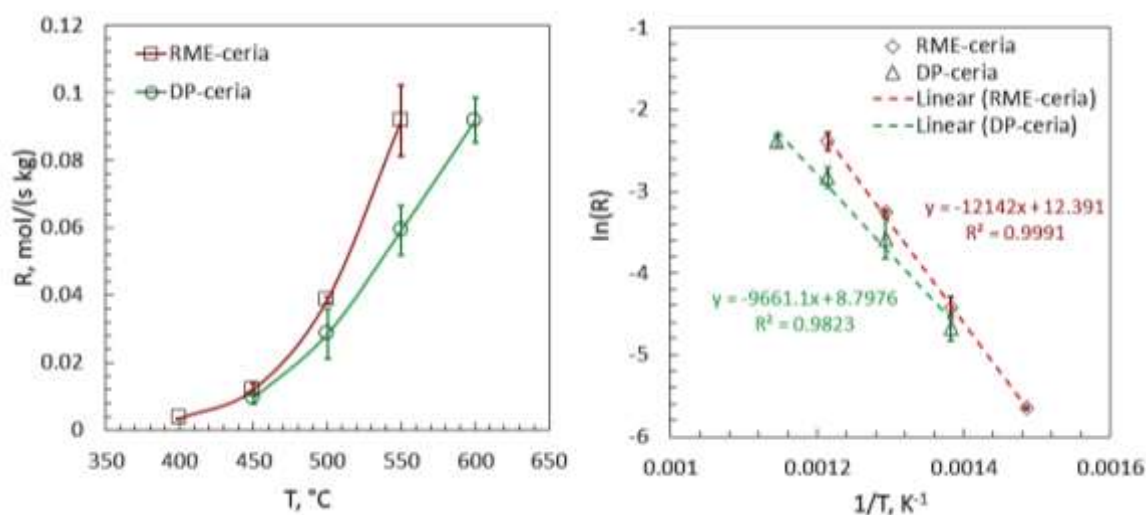 0.12
0.1
0.08
0.06
0.04
0.02
0
350 400 450 500 550 600 650
R, mol/(s kg)
T, °C
RME-ceria
DP-ceria
-1
-2
-3
-4
-5
-6
0.001 0.0012 0.0014 0.0016
ln(R)
1/T, K⁻¹
RME-ceria
DP-ceria
Linear (RME-ceria)
Linear (DP-ceria)
y = -12142x + 12.391
R² = 0.9991
y = -9661.1x + 8.7976
R² = 0.9823